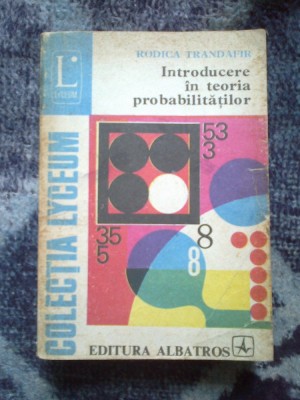 L
LYCEUM
RODICA TRANDAFIR
Introducere
în teoria
probabilităților
COLECȚIA LYCEUM
53
3
35
5
8
8
EDITURA ALBATROS
A